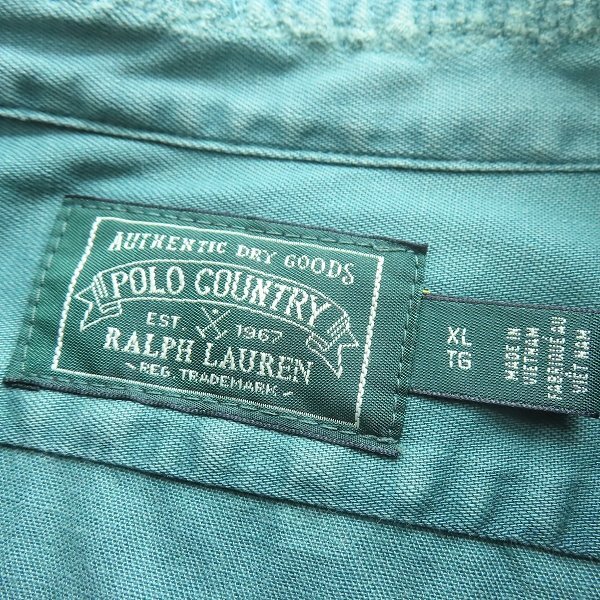 AUTHENTIC DRY GOODS
POLO COUNTRY
EST. 1967
RALPH LAUREN
REG. TRADEMARK
XL
TG
MADE IN
VIETNAM
FABRIQUÉ AU
VIÊT NAM